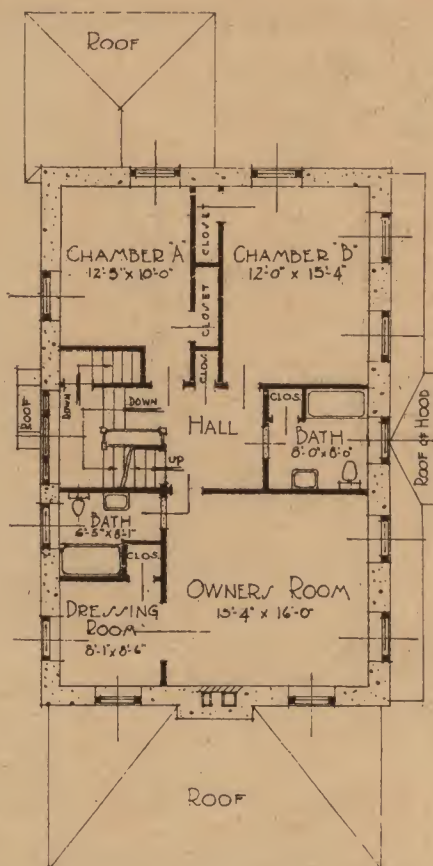 ROOF
CHAMBER "A"
12'-5" x 10'-0"
CLOSET
CHAMBER "B"
12'-0" x 15'-4"
CLOSET
CLOS.
ROOF
DOWN
DOWN
HALL
CLOS.
BATH
8'-0" x 8'-0"
ROOF OF HOOD
UP
BATH
6'-5" x 8'-1"
CLOS.
OWNERS ROOM
15'-4" x 16'-0"
DRESSING
ROOM
8'-1" x 8'-6"
ROOF